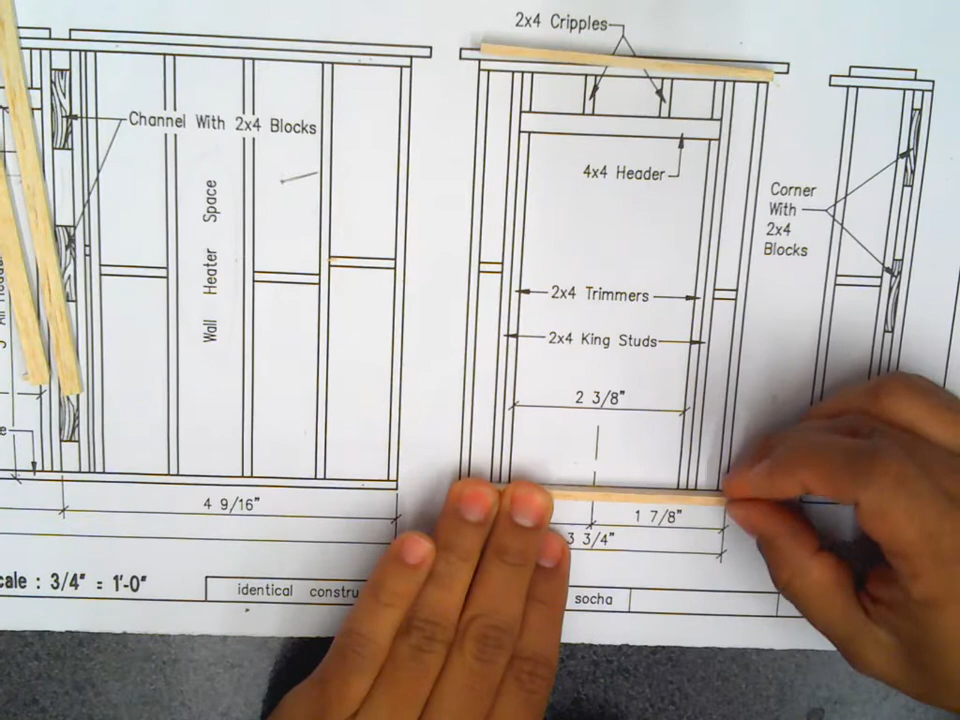 2x4 Cripples
Channel With 2x4 Blocks
4x4 Header
Wall Heater Space
Corner
With
2x4
Blocks
2x4 Trimmers
2x4 King Studs
2 3/8"
4 9/16"
1 7/8"
3 3/4"
cale : 3/4" = 1'-0"
identical constru
socha